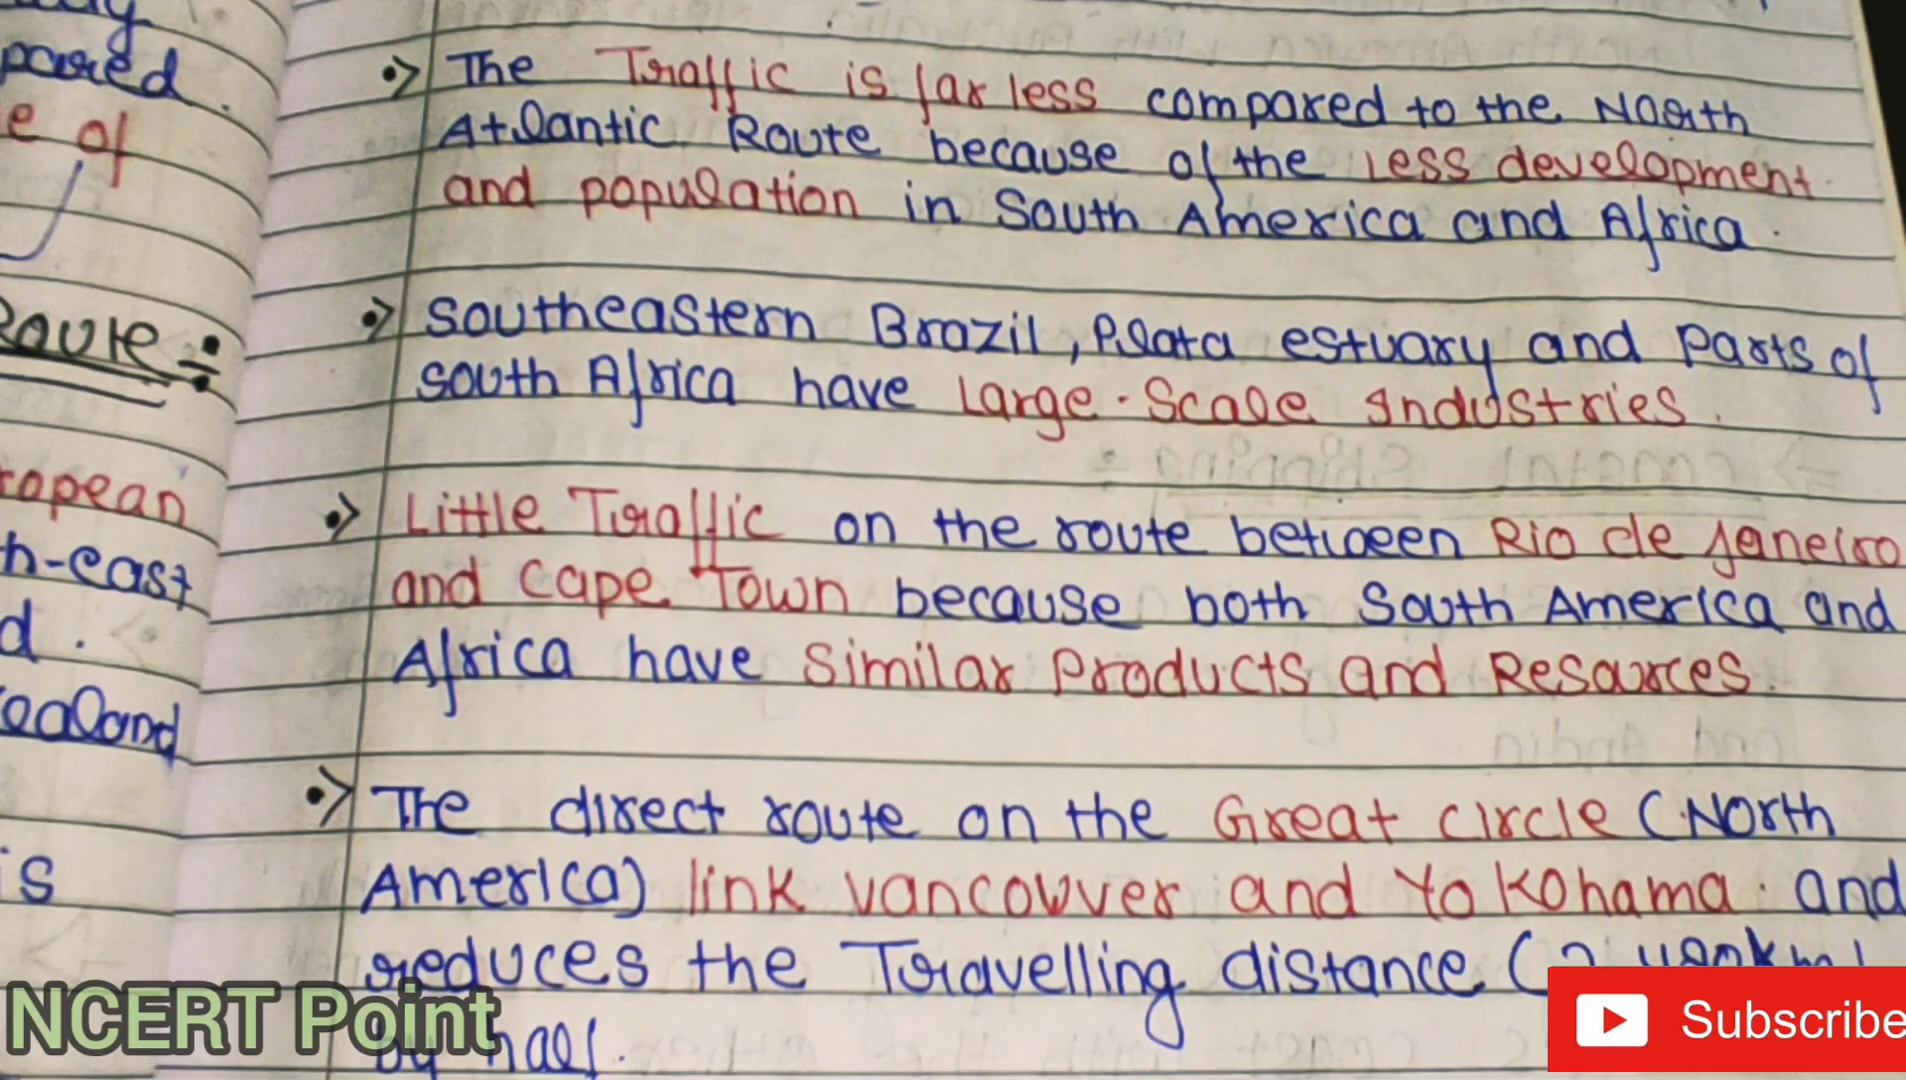 pared.
e of
Route ÷
ropean
h-east
d.
ealand
is
•> The Traffic is far less compared to the North
Atlantic Route because of the Less development
and population in South America and Africa.
•> Southeastern Brazil, Plata estuary and parts of
South Africa have Large-Scale Industries.
•> Little Traffic on the route between Rio de janeiro
and Cape Town because both South America and
Africa have Similar Products and Resources.
•> The direct route on the Great circle (North
America) link vancouver and Yokohama. and
reduces the Travelling distance (
by half.
NCERT Point
Subscribe